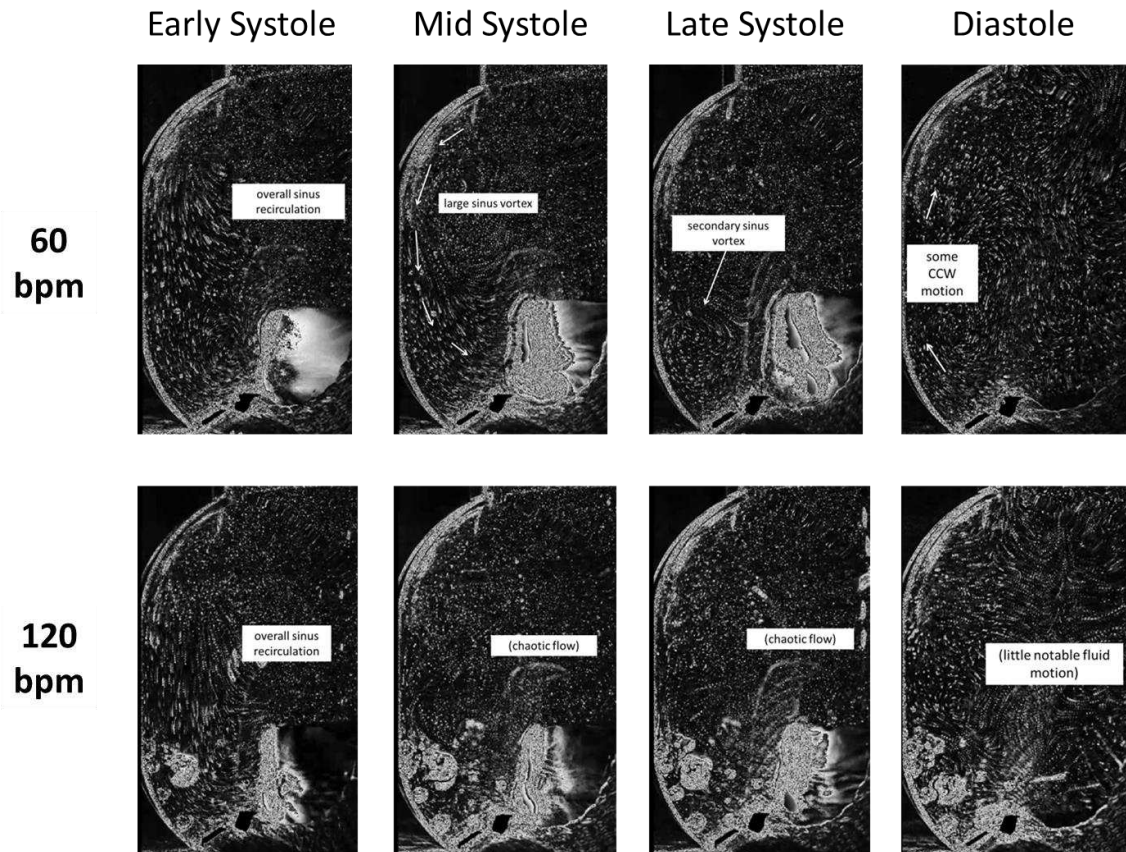 Early Systole
Mid Systole
Late Systole
Diastole
60
bpm
overall sinus
recirculation
large sinus vortex
secondary sinus
vortex
some
CCW
motion
120
bpm
overall sinus
recirculation
(chaotic flow)
(chaotic flow)
(little notable fluid
motion)